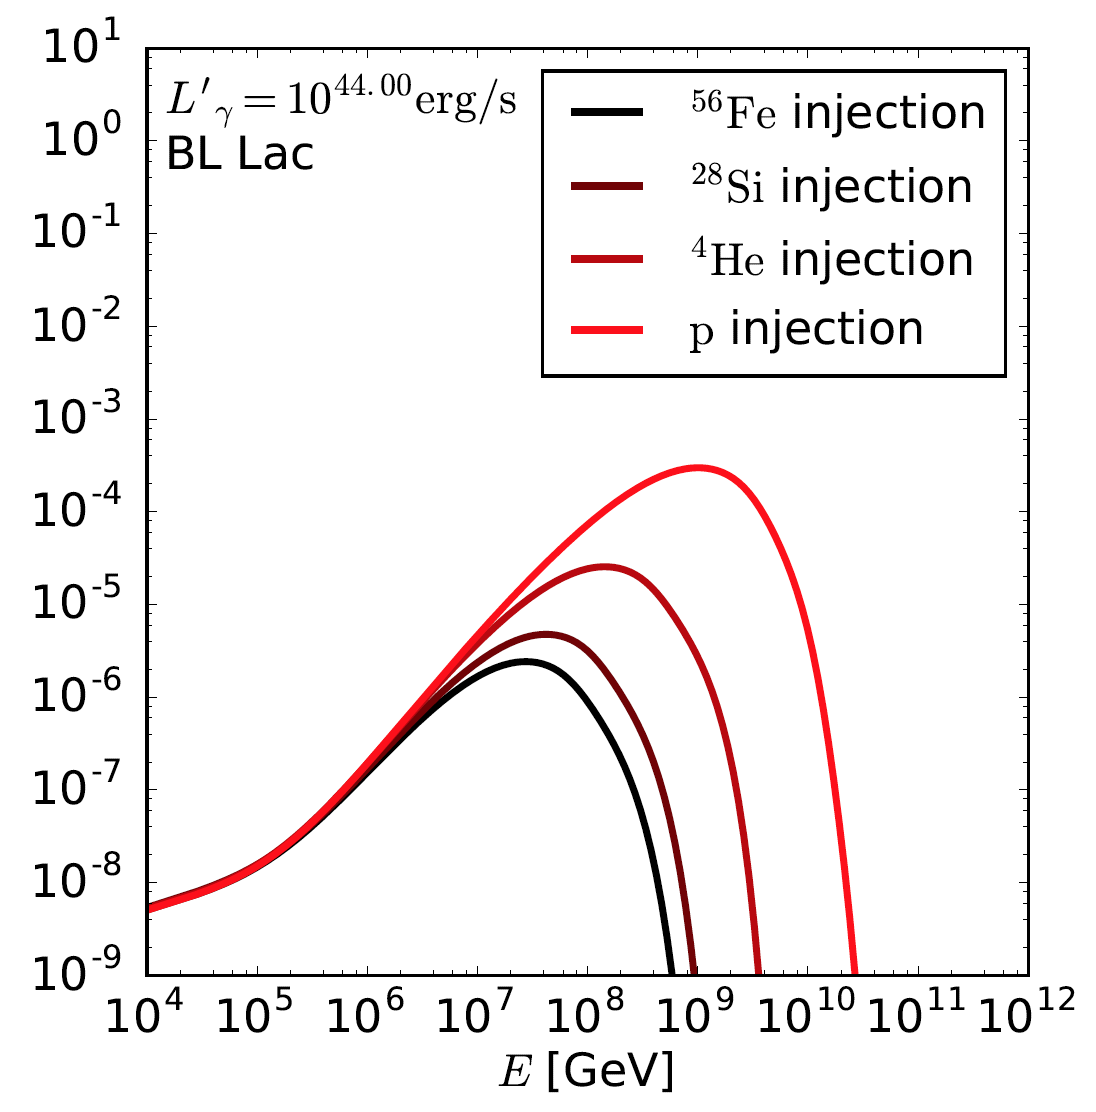 10^1
10^0
10^-1
10^-2
10^-3
10^-4
10^-5
10^-6
10^-7
10^-8
10^-9
L'_γ = 10^44.00 erg/s
BL Lac
^56Fe injection
^28Si injection
^4He injection
p injection
10^4 10^5 10^6 10^7 10^8 10^9 10^10 10^11 10^12
E [GeV]